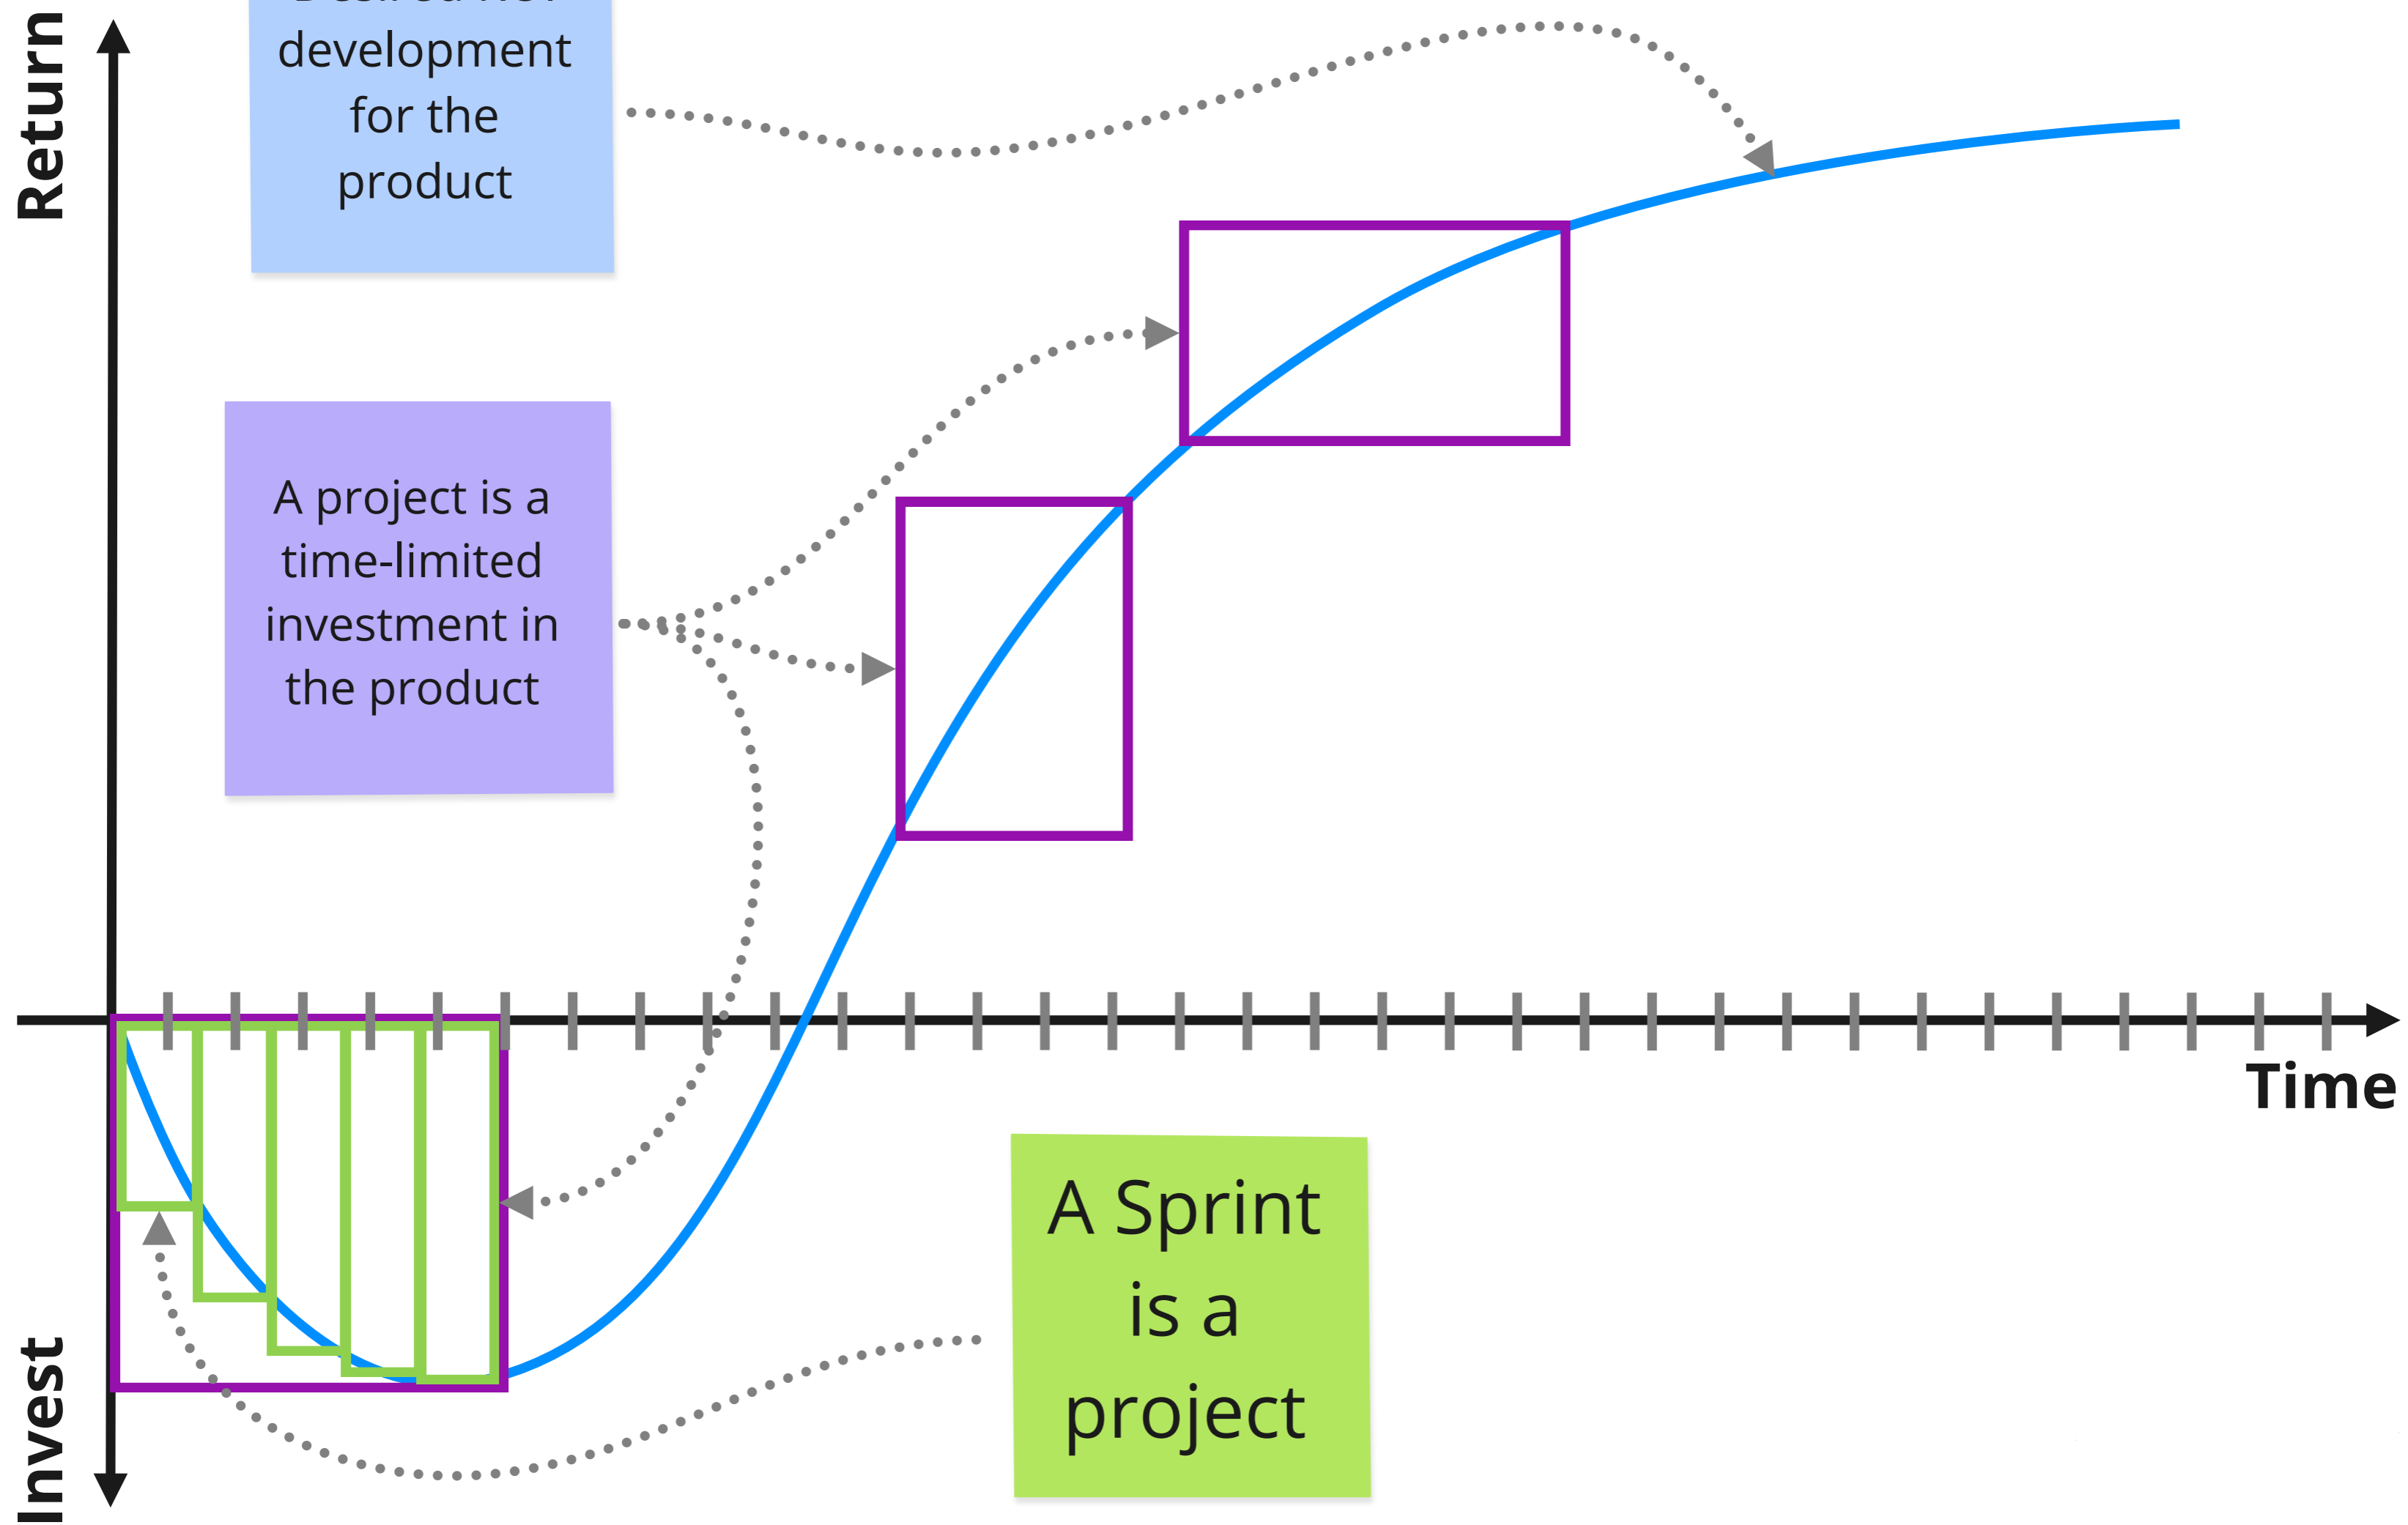 Return
development
for the
product
A project is a
time-limited
investment in
the product
Time
A Sprint
is a
project
Invest